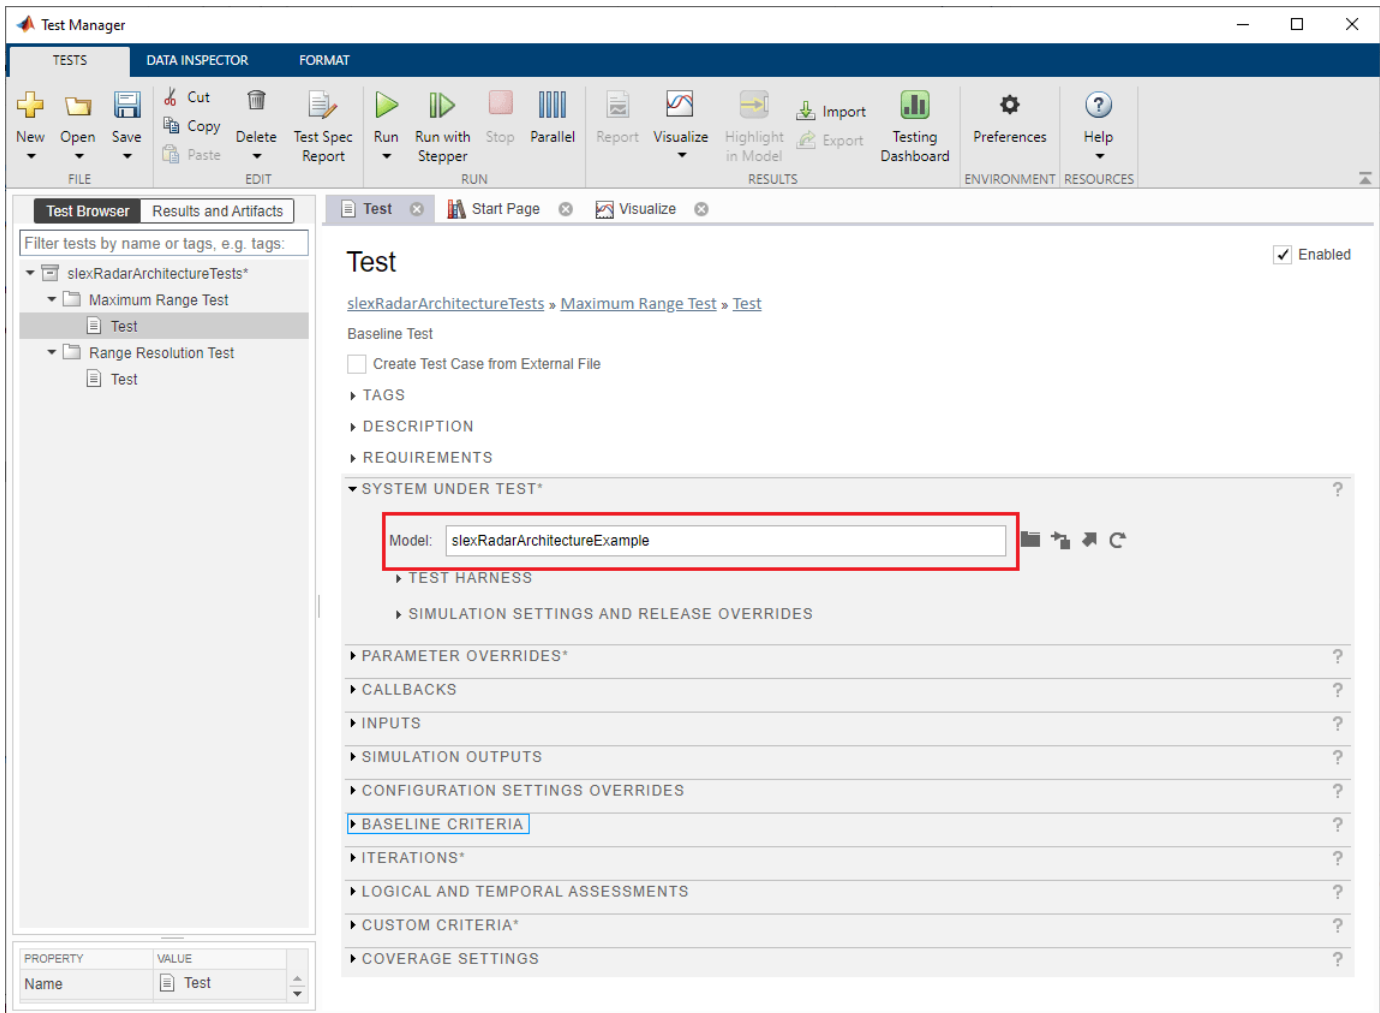 Test Manager
TESTS DATA INSPECTOR FORMAT
New Open Save Cut Copy Paste Delete Test Spec Report Run Run with Stepper Stop Parallel Report Visualize Highlight in Model Import Export Testing Dashboard Preferences Help
FILE EDIT RUN RESULTS ENVIRONMENT RESOURCES
Test Browser Results and Artifacts
Filter tests by name or tags, e.g. tags:
slexRadarArchitectureTests*
Maximum Range Test
Test
Range Resolution Test
Test
PROPERTY VALUE
Name Test
Test Start Page Visualize
Test
Enabled
slexRadarArchitectureTests » Maximum Range Test » Test
Baseline Test
Create Test Case from External File
TAGS
DESCRIPTION
REQUIREMENTS
SYSTEM UNDER TEST* ?
Model: slexRadarArchitectureExample
TEST HARNESS
SIMULATION SETTINGS AND RELEASE OVERRIDES
PARAMETER OVERRIDES* ?
CALLBACKS ?
INPUTS ?
SIMULATION OUTPUTS ?
CONFIGURATION SETTINGS OVERRIDES ?
BASELINE CRITERIA ?
ITERATIONS* ?
LOGICAL AND TEMPORAL ASSESSMENTS ?
CUSTOM CRITERIA* ?
COVERAGE SETTINGS ?